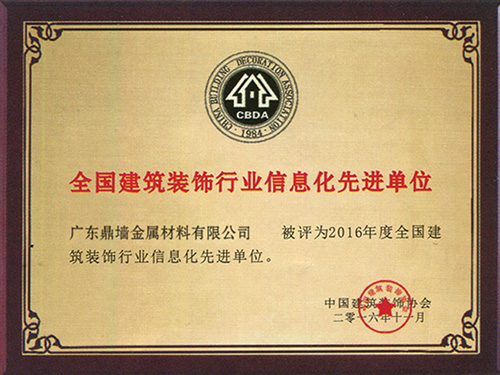 CHINA BUILDING DECORATION ASSOCIATION
CBDA
·1984·
全国建筑装饰行业信息化先进单位
广东鼎墙金属材料有限公司 被评为2016年度全国建
筑装饰行业信息化先进单位。
中国建筑装饰协会
二零一六年十一月